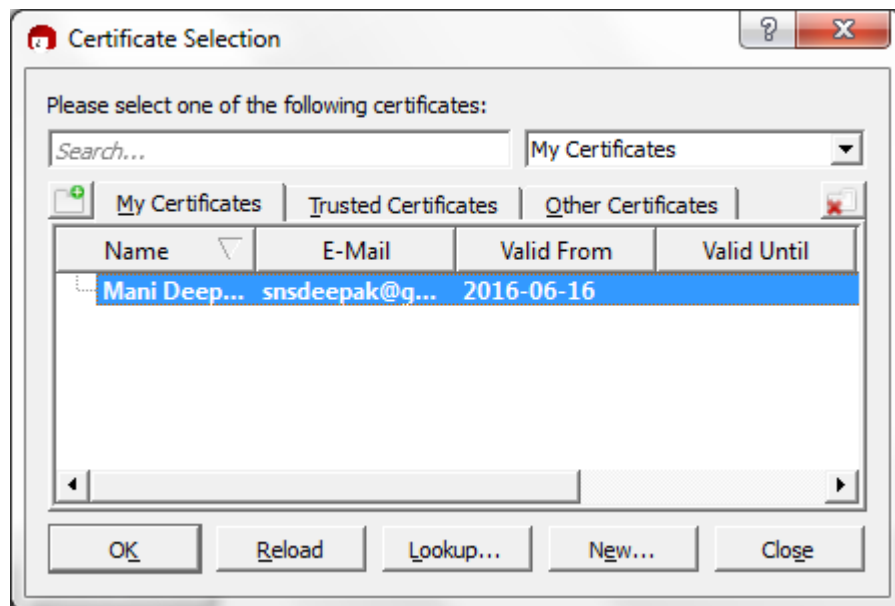 Certificate Selection
Please select one of the following certificates:
Search... My Certificates
My Certificates Trusted Certificates Other Certificates
Name E-Mail Valid From Valid Until
Mani Deep... snsdeepak@g... 2016-06-16
OK Reload Lookup... New... Close